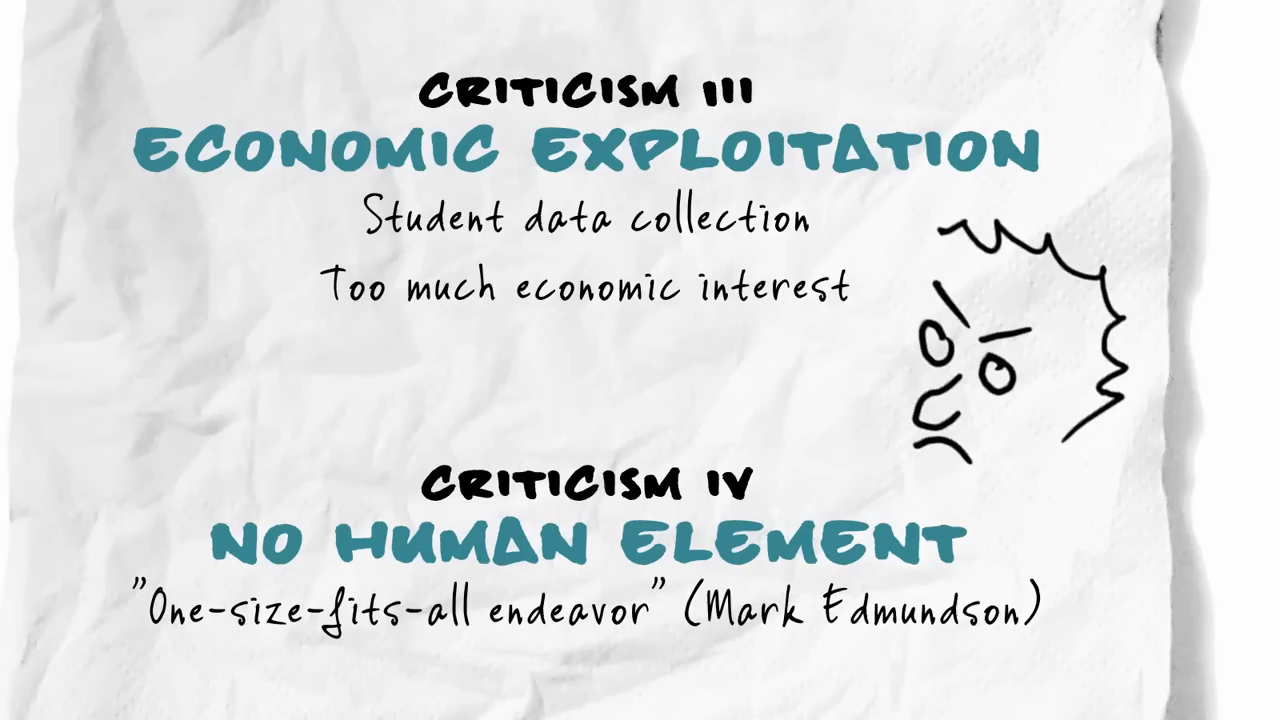 CRITICISM III
ECONOMIC EXPLOITATION
Student data collection
Too much economic interest
CRITICISM IV
NO HUMAN ELEMENT
"One-size-fits-all endeavor" (Mark Edmundson)